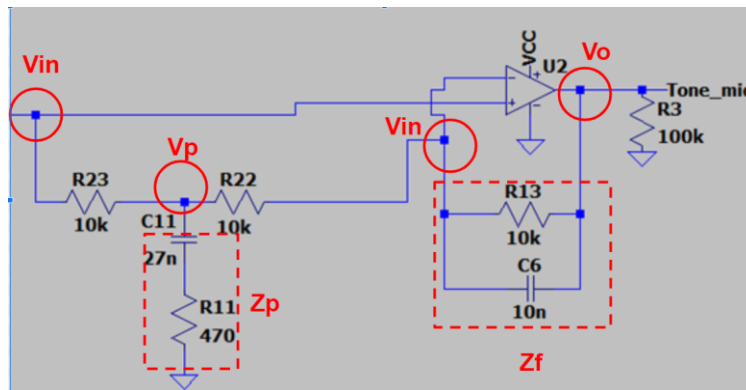 Vin
VCC
U2
Vo
Tone_mid
R3
100k
Vin
Vp
R23
10k
R22
10k
C11
27n
R11
470
Zp
R13
10k
C6
10n
Zf